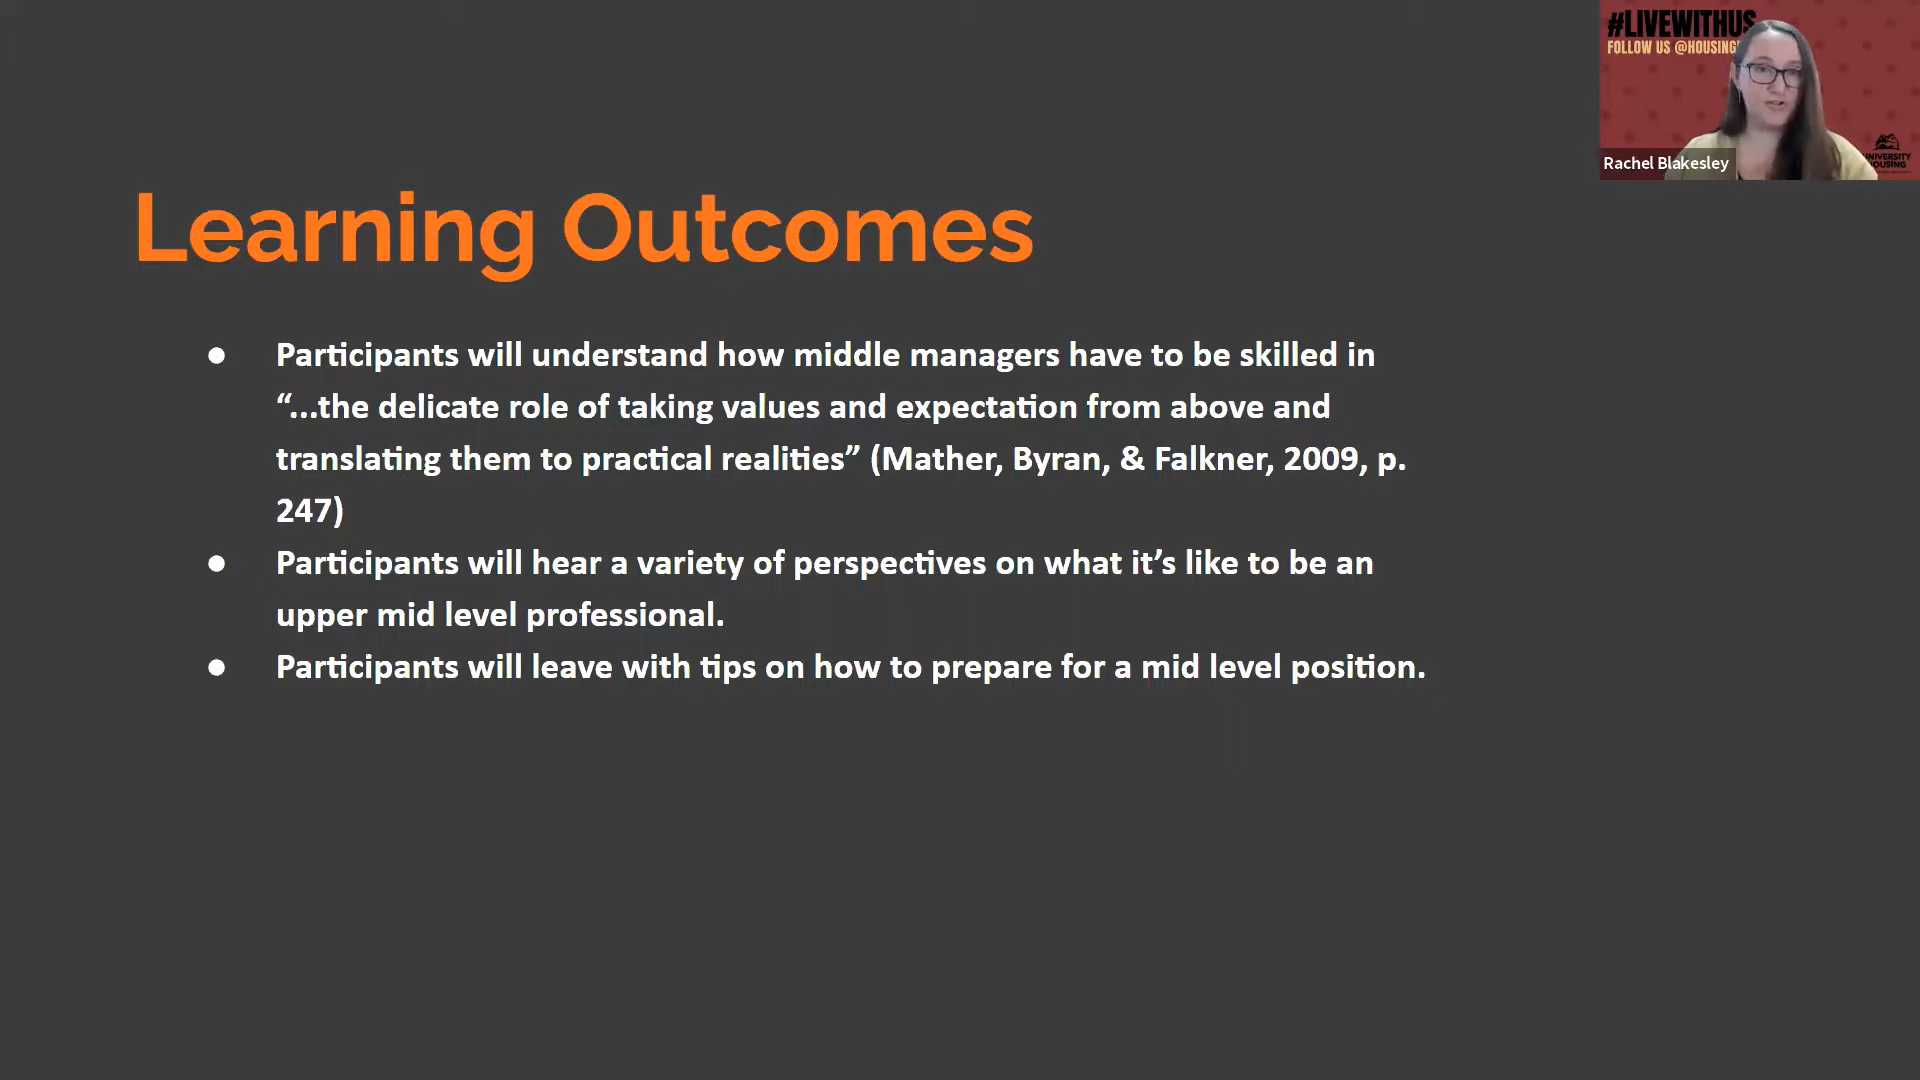 #LIVEWITHUS
FOLLOW US
Rachel Blakesley
Learning Outcomes
● Participants will understand how middle managers have to be skilled in
“...the delicate role of taking values and expectation from above and
translating them to practical realities” (Mather, Byran, & Falkner, 2009, p.
247)
● Participants will hear a variety of perspectives on what it’s like to be an
upper mid level professional.
● Participants will leave with tips on how to prepare for a mid level position.